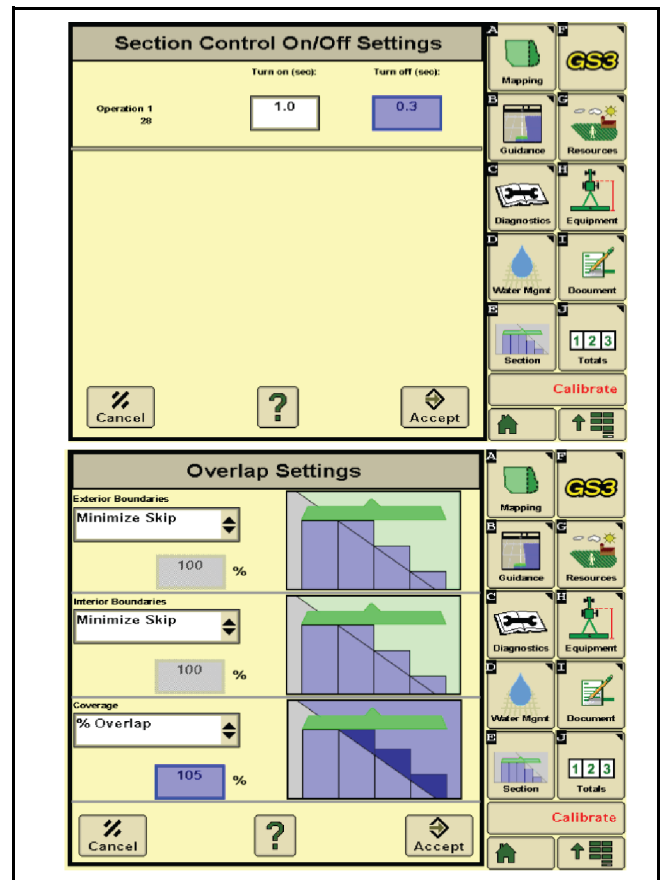 Section Control On/Off Settings
Turn on (sec): Turn off (sec):
Operation 1
28
1.0 0.3
Cancel ? Accept
A
Mapping
F
GS3
B
Guidance
G
Resources
C
Diagnostics
H
Equipment
D
Water Mgmt
I
Document
E
Section
J
1 2 3
Totals
Calibrate
Overlap Settings
Exterior Boundaries
Minimize Skip
100 %
Interior Boundaries
Minimize Skip
100 %
Coverage
% Overlap
105 %
Cancel ? Accept
A
Mapping
F
GS3
B
Guidance
G
Resources
C
Diagnostics
H
Equipment
D
Water Mgmt
I
Document
E
Section
J
1 2 3
Totals
Calibrate